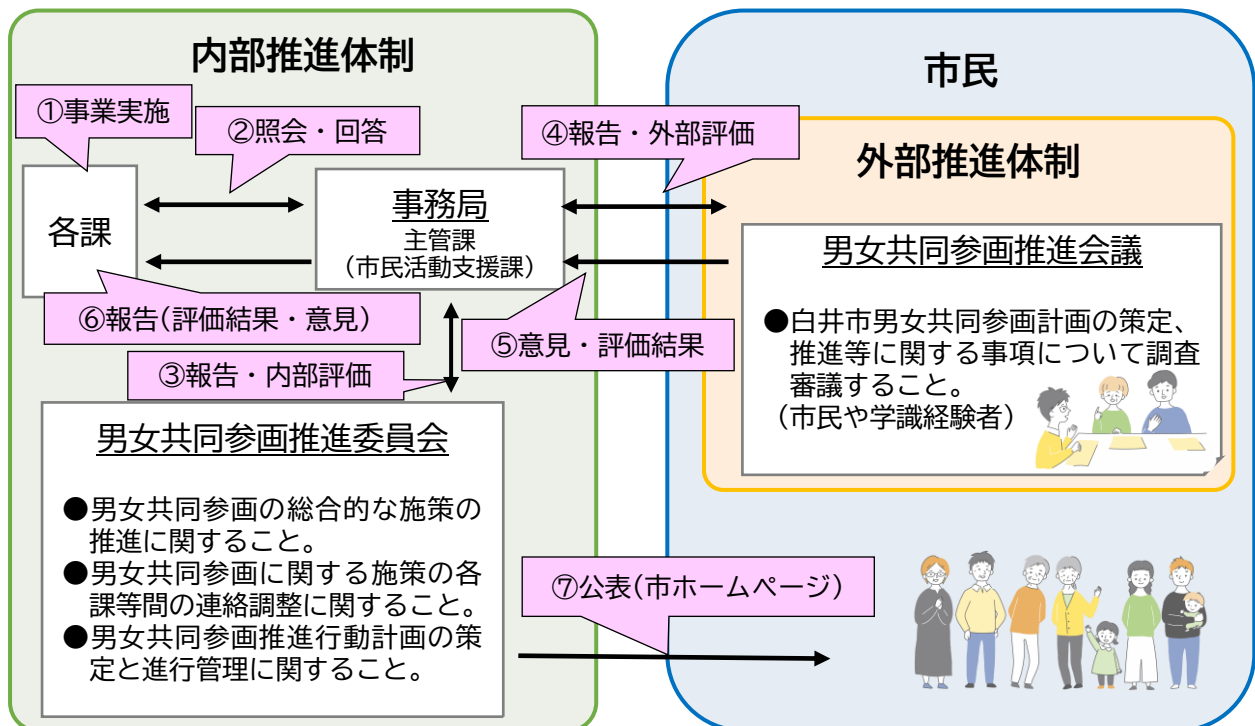 内部推進体制
①事業実施
②照会・回答
各課
事務局
主管課
（市民活動支援課）
⑥報告（評価結果・意見）
③報告・内部評価
男女共同参画推進委員会
●男女共同参画の総合的な施策の
推進に関すること。
●男女共同参画に関する施策の各
課等間の連絡調整に関すること。
●男女共同参画推進行動計画の策
定と進行管理に関すること。
④報告・外部評価
⑤意見・評価結果
市民
外部推進体制
男女共同参画推進会議
●白井市男女共同参画計画の策定、
推進等に関する事項について調査
審議すること。
（市民や学識経験者）
⑦公表（市ホームページ）